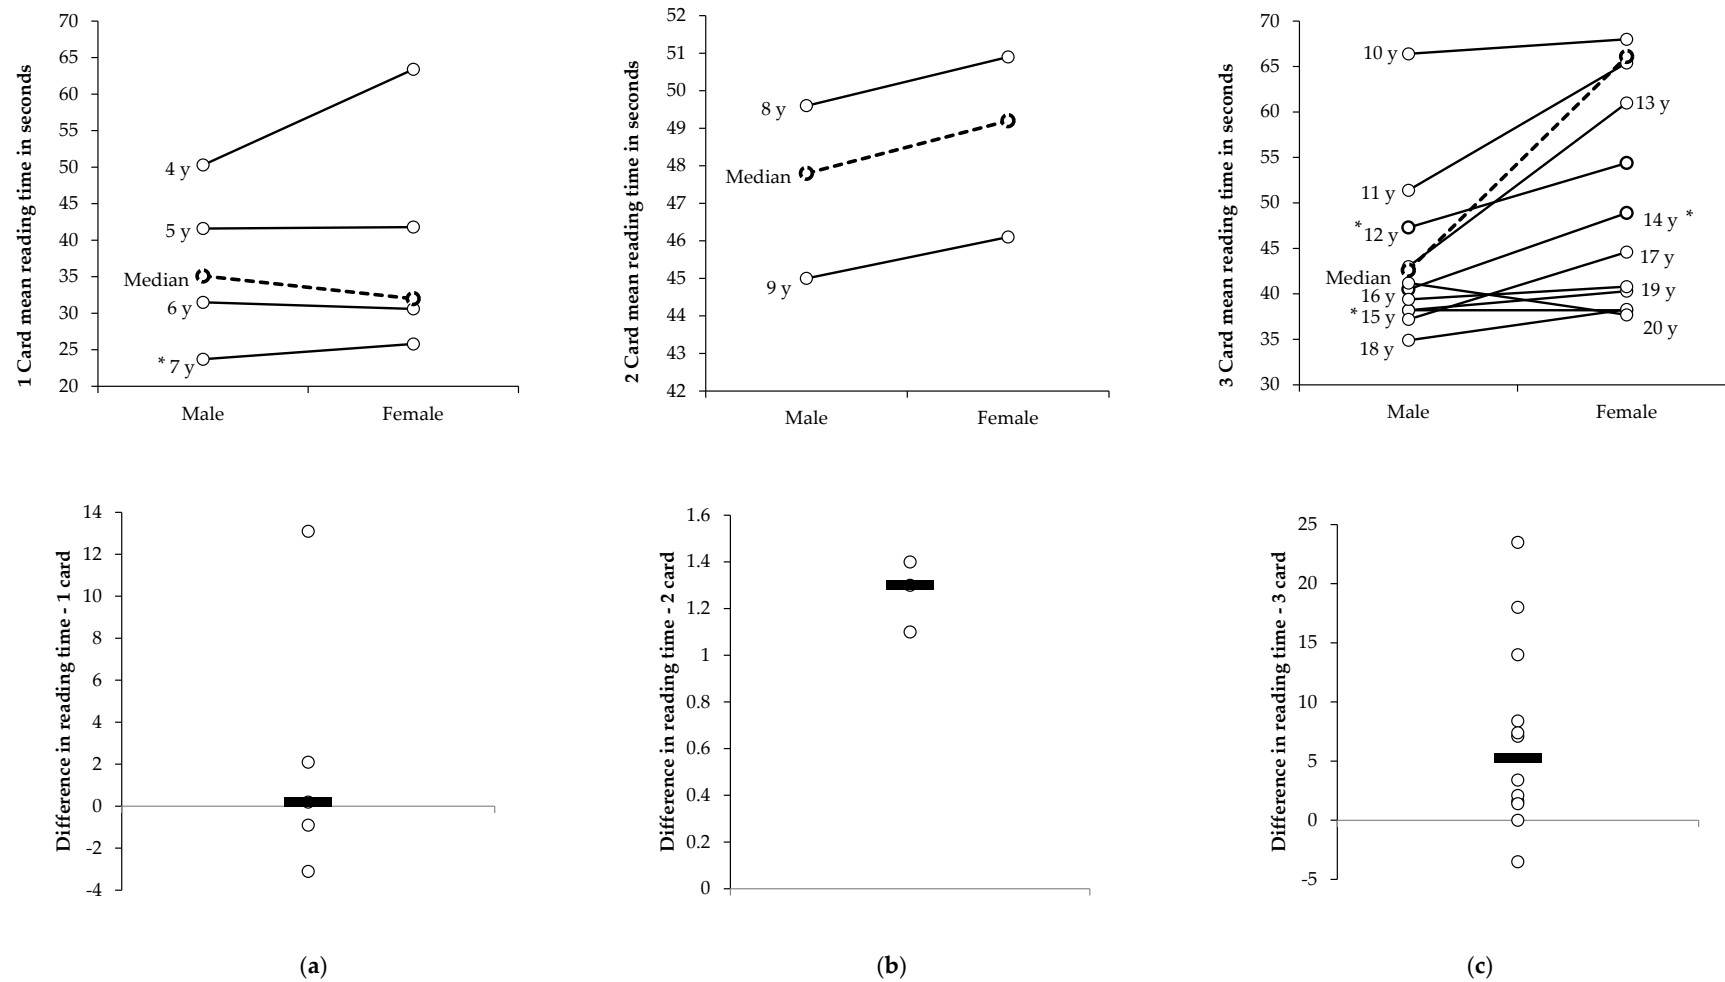 1 Card mean reading time in seconds
70
65
60
55
50
45
40
35
30
25
20
4 y
5 y
Median
6 y
* 7 y
Male
Female
2 Card mean reading time in seconds
52
51
50
49
48
47
46
45
44
43
42
8 y
Median
9 y
Male
Female
3 Card mean reading time in seconds
70
65
60
55
50
45
40
35
30
10 y
11 y
* 12 y
Median
16 y
* 15 y
18 y
13 y
14 y *
17 y
19 y
20 y
Male
Female
Difference in reading time - 1 card
14
12
10
8
6
4
2
0
-2
-4
Difference in reading time - 2 card
1.6
1.4
1.2
1
0.8
0.6
0.4
0.2
0
Difference in reading time - 3 card
25
20
15
10
5
0
-5
(a)
(b)
(c)